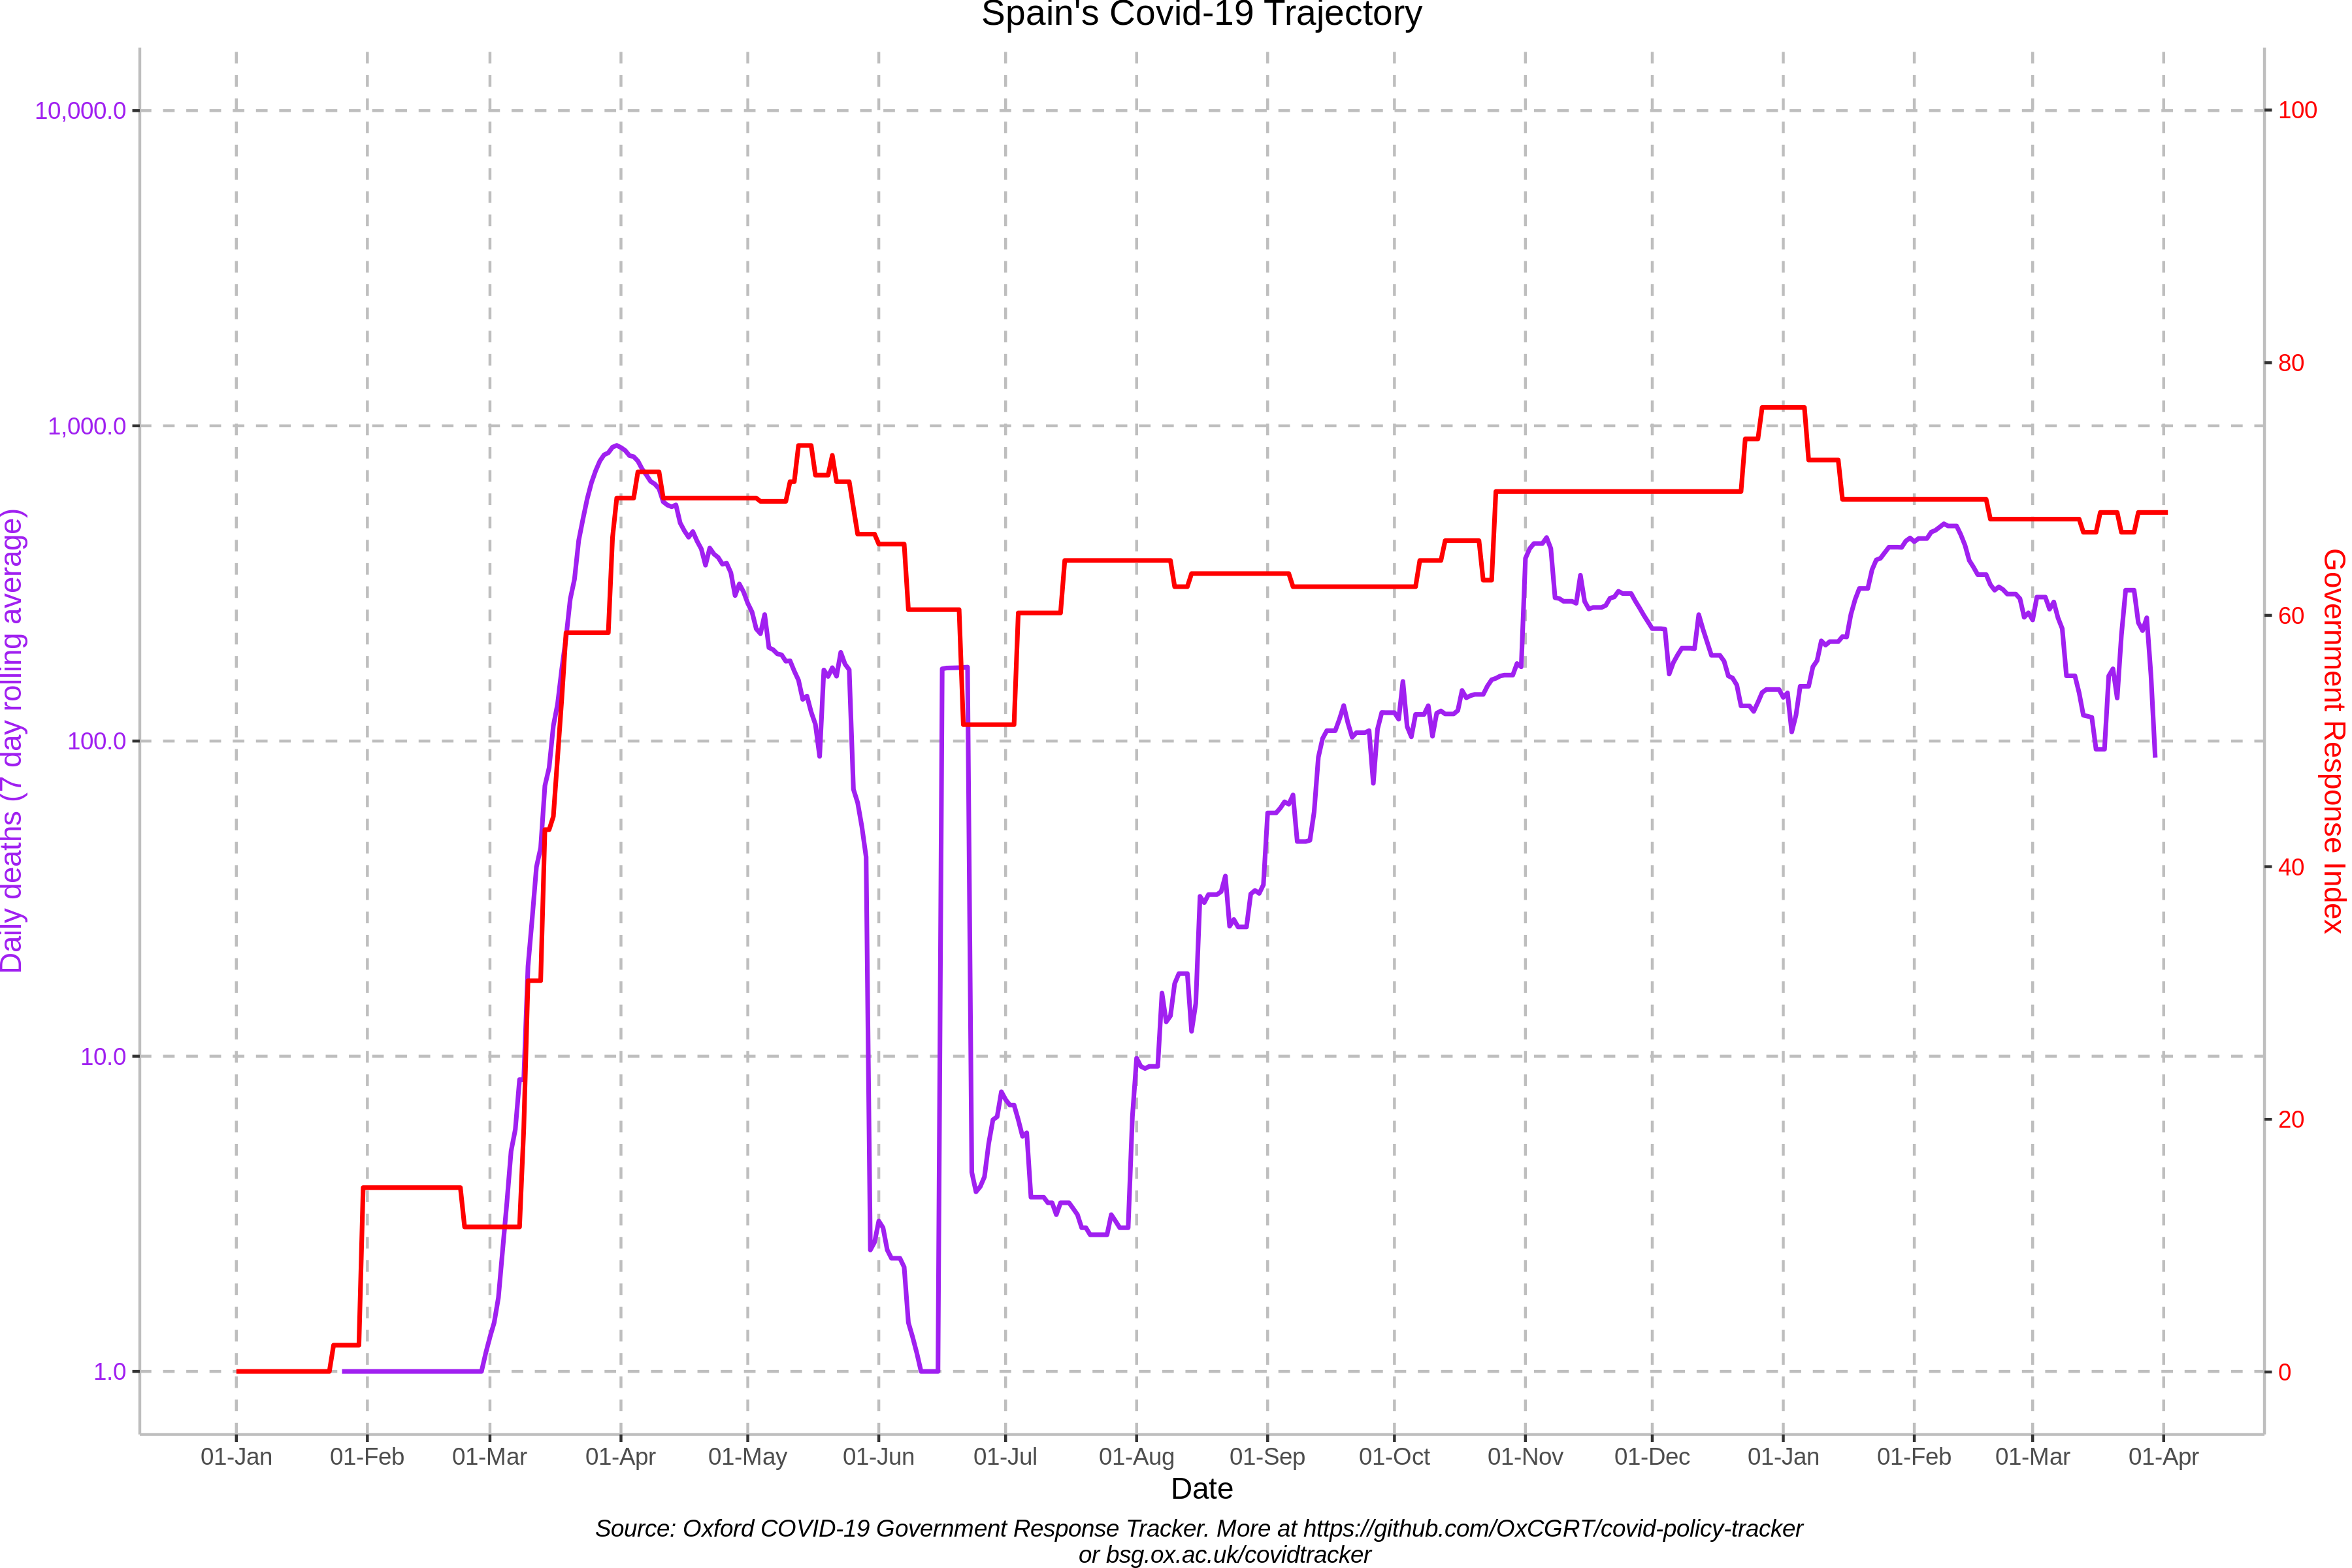 Spain's Covid-19 Trajectory
10,000.0
1,000.0
100.0
10.0
1.0
Daily deaths (7 day rolling average)
100
80
60
40
20
0
Government Response Index
01-Jan 01-Feb 01-Mar 01-Apr 01-May 01-Jun 01-Jul 01-Aug 01-Sep 01-Oct 01-Nov 01-Dec 01-Jan 01-Feb 01-Mar 01-Apr
Date
Source: Oxford COVID-19 Government Response Tracker. More at https://github.com/OxCGRT/covid-policy-tracker
or bsg.ox.ac.uk/covidtracker